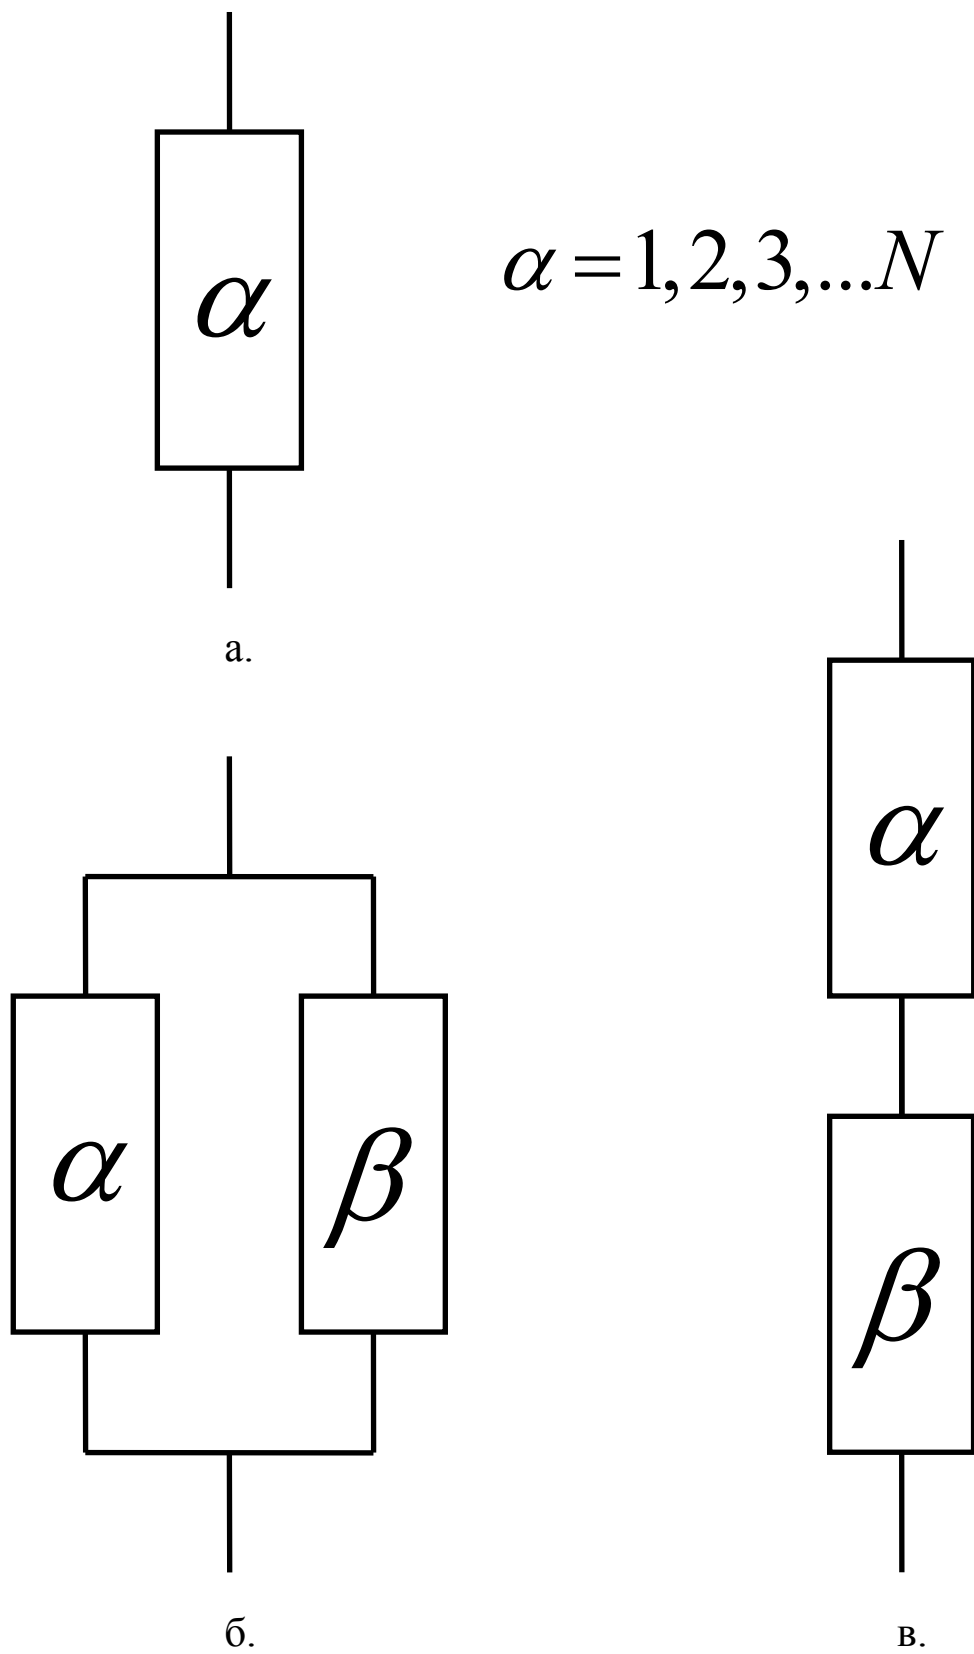 α
α = 1,2,3,...N
а.
α
α
β
β
б.
в.